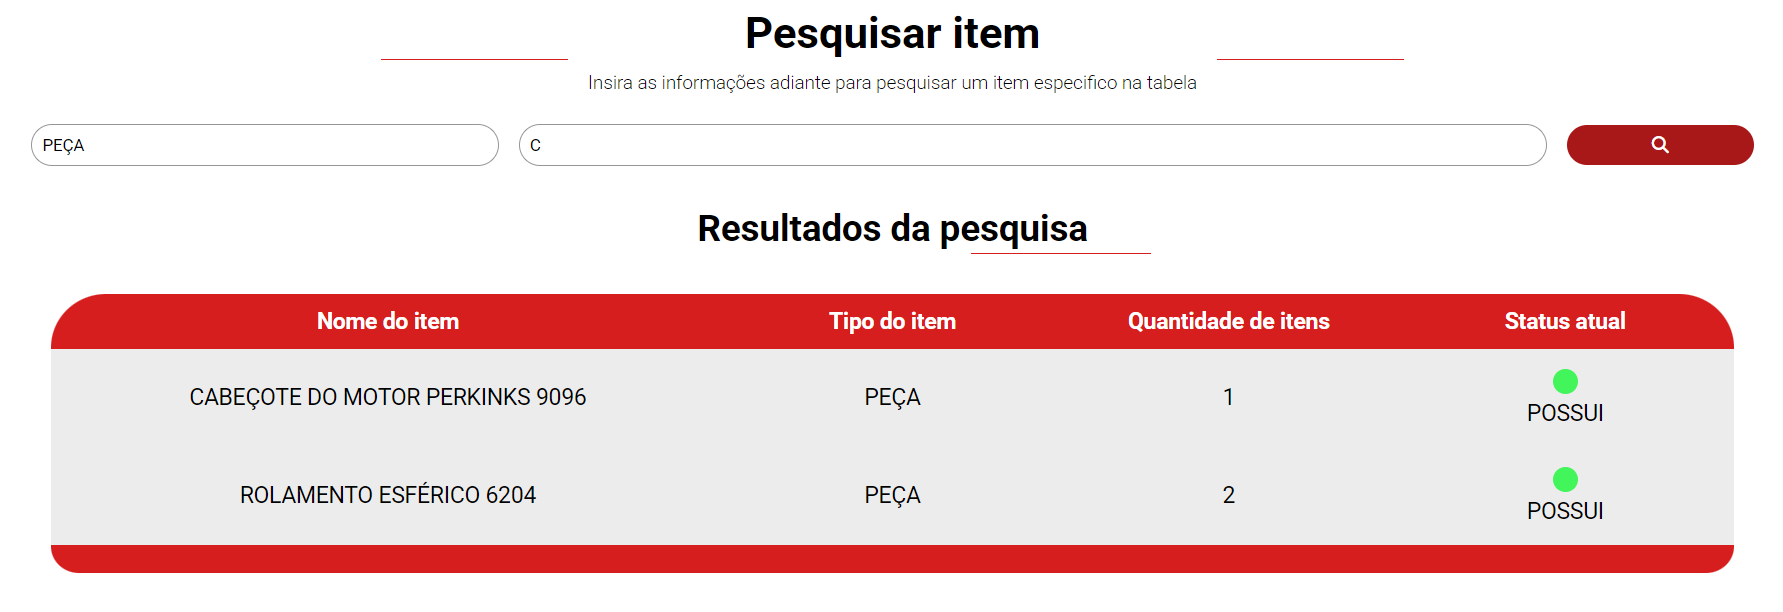 Pesquisar item
Insira as informações adiante para pesquisar um item especifico na tabela
PEÇA C
Resultados da pesquisa
Nome do item Tipo do item Quantidade de itens Status atual
CABEÇOTE DO MOTOR PERKINKS 9096 PEÇA 1 POSSUI
ROLAMENTO ESFÉRICO 6204 PEÇA 2 POSSUI